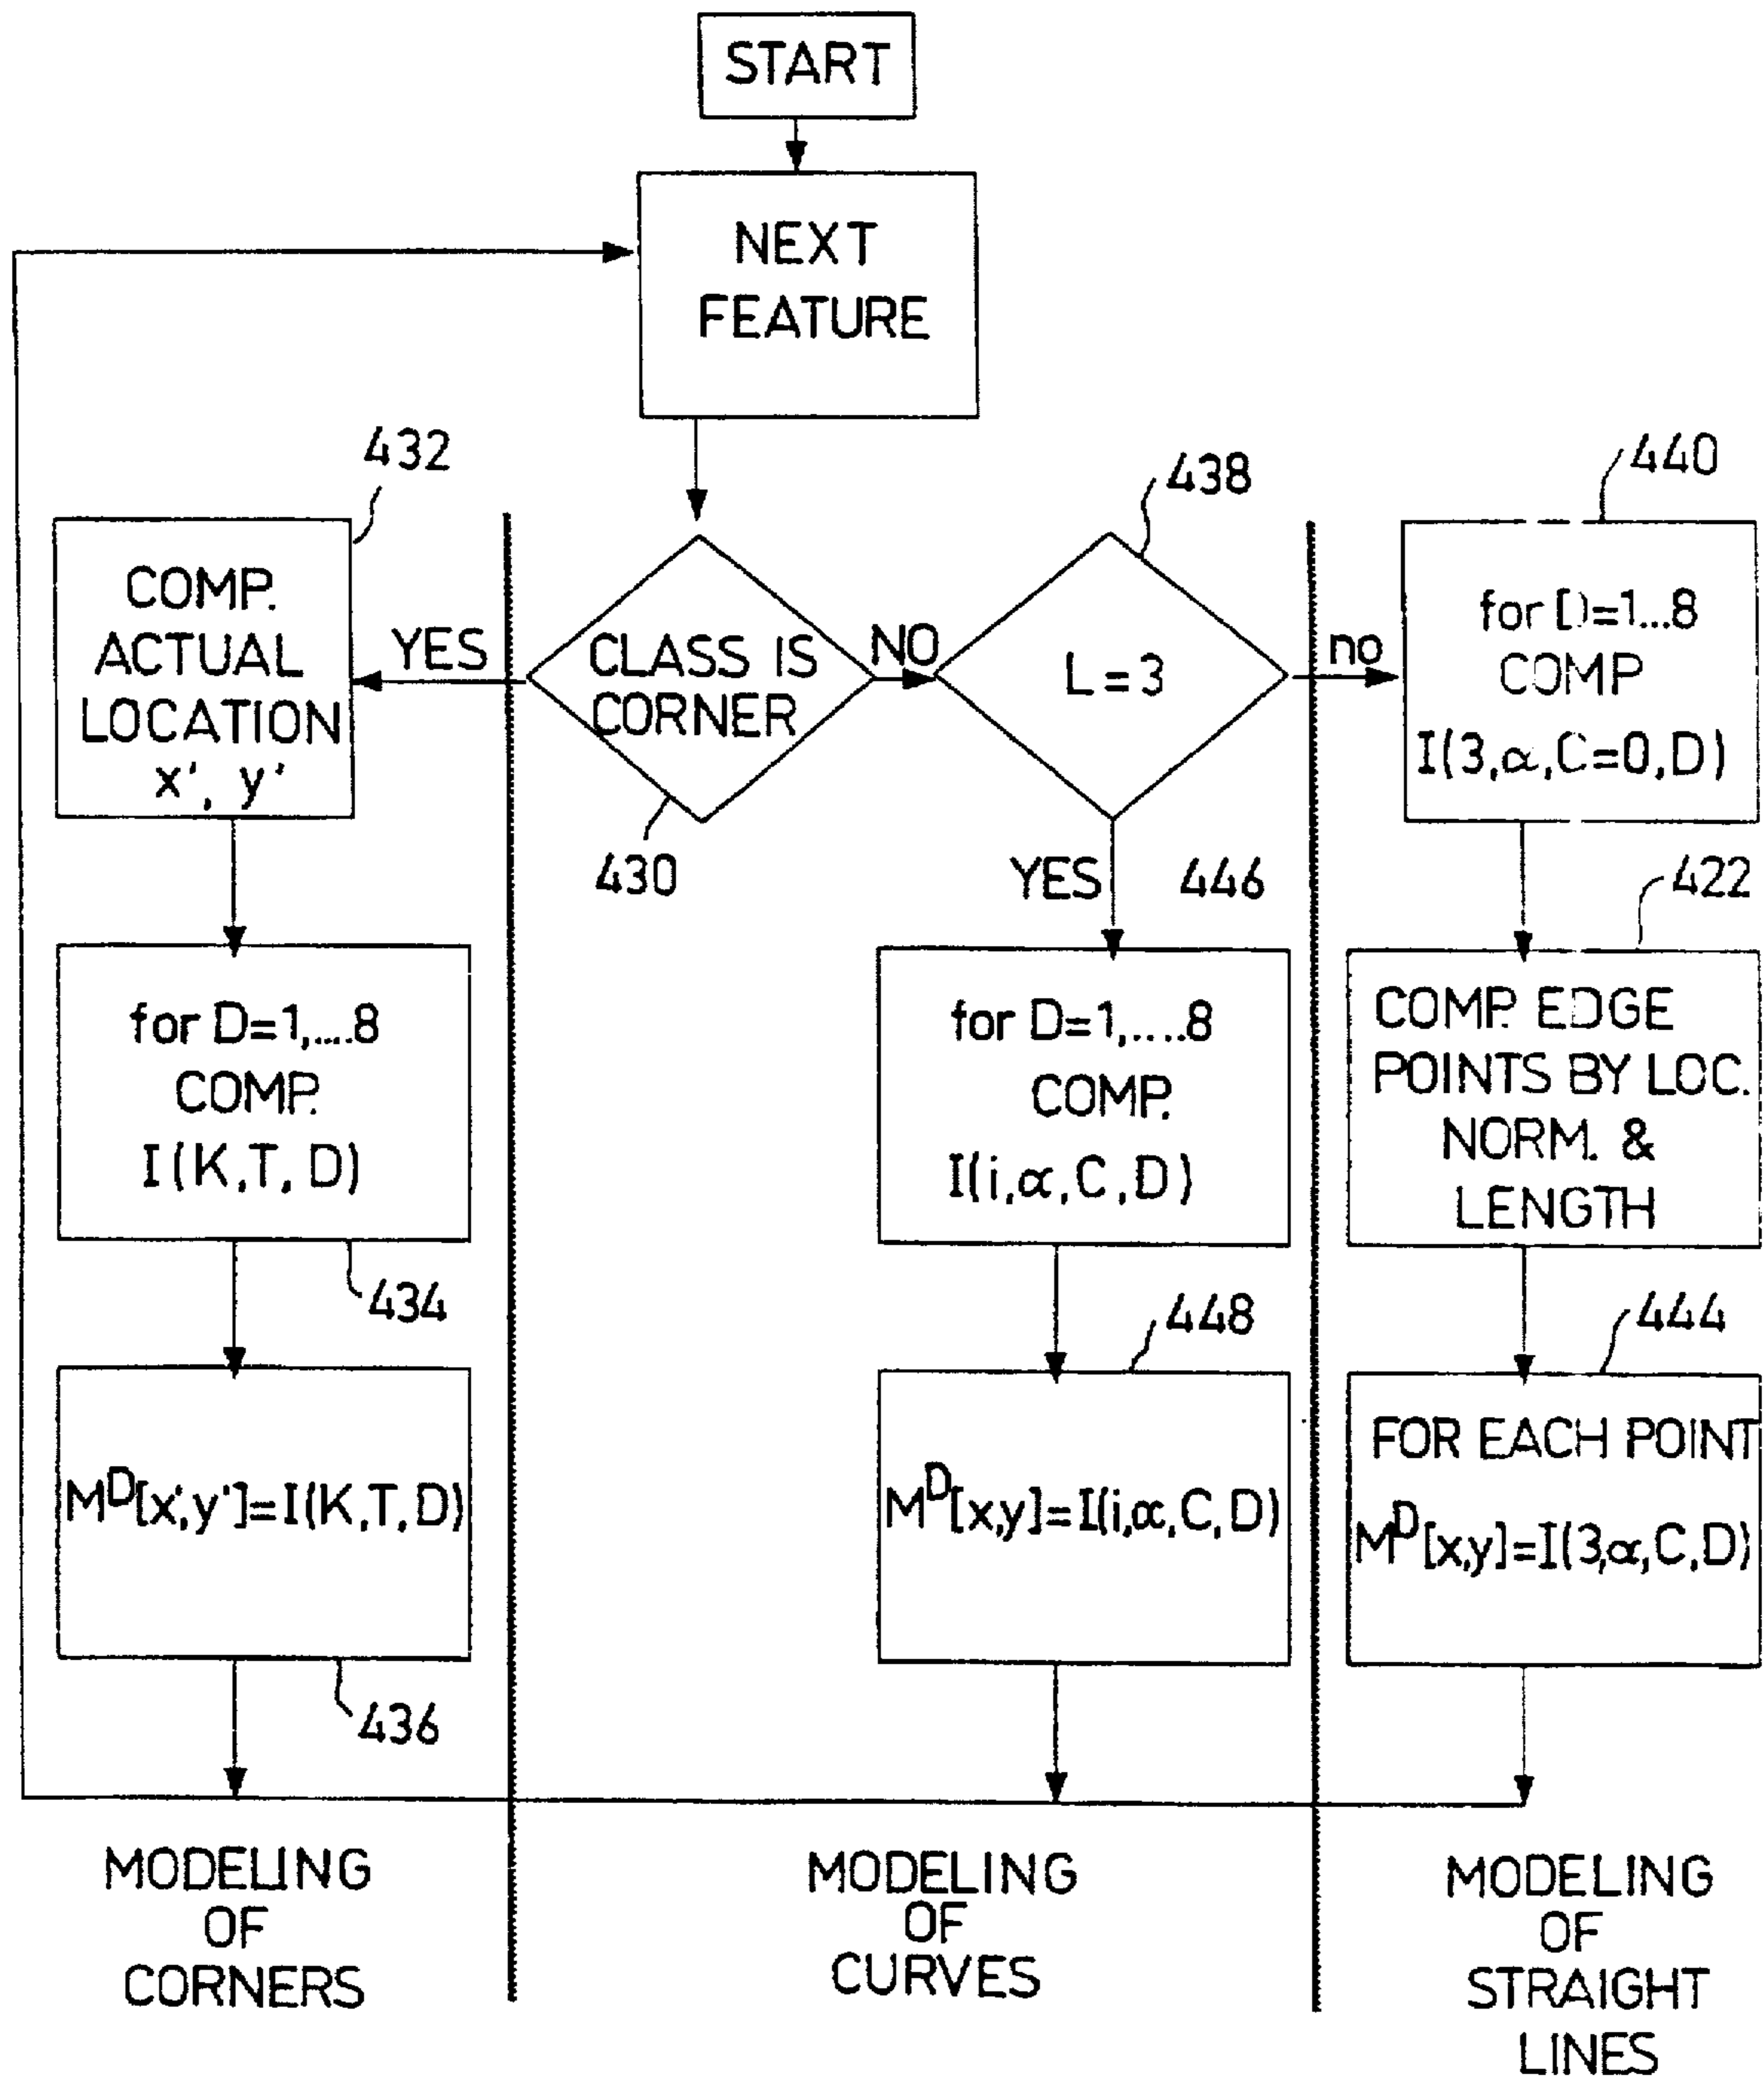 START
NEXT
FEATURE
432
438
440
COMP.
ACTUAL
LOCATION
x', y'
YES
CLASS IS
CORNER
430
NO
L = 3
no
for D=1...8
COMP
I(3,α,C=0,D)
YES
446
422
for D=1,....8
COMP.
I(K,T,D)
434
for D=1,....8
COMP.
I(i,α,C,D)
COMP. EDGE
POINTS BY LOC.
NORM. &
LENGTH
448
444
M^D[x',y']=I(K,T,D)
436
M^D[x,y]=I(i,α,C,D)
FOR EACH POINT
M^D[x,y]=I(3,α,C,D)
MODELING
OF
CORNERS
MODELING
OF
CURVES
MODELING
OF
STRAIGHT
LINES